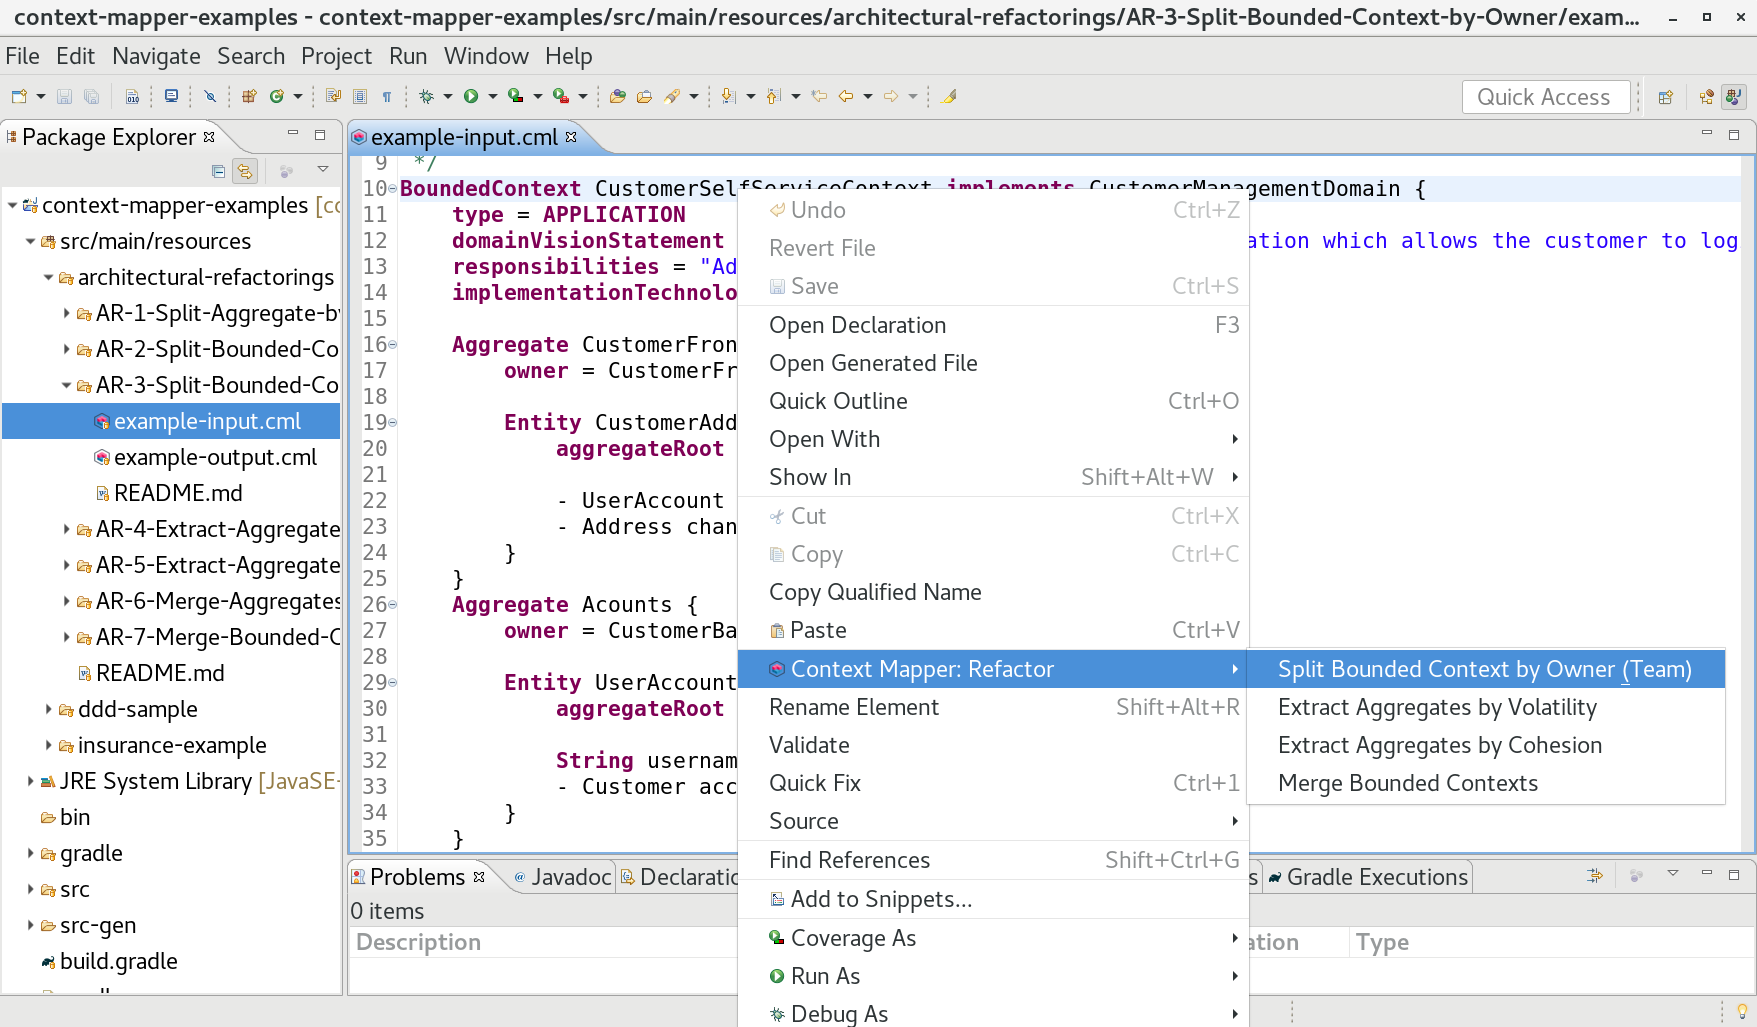 context-mapper-examples - context-mapper-examples/src/main/resources/architectural-refactorings/AR-3-Split-Bounded-Context-by-Owner/exam...
File Edit Navigate Search Project Run Window Help
Quick Access
Package Explorer
context-mapper-examples [cc
src/main/resources
architectural-refactorings
AR-1-Split-Aggregate-by
AR-2-Split-Bounded-Co
AR-3-Split-Bounded-Co
example-input.cml
example-output.cml
README.md
AR-4-Extract-Aggregate
AR-5-Extract-Aggregate
AR-6-Merge-Aggregates
AR-7-Merge-Bounded-C
README.md
ddd-sample
insurance-example
JRE System Library [JavaSE-
bin
gradle
src
src-gen
build.gradle
example-input.cml
9 */
10 BoundedContext CustomerSelfServiceContext implements CustomerManagementDomain {
11 type = APPLICATION
12 domainVisionStatement ation which allows the customer to log
13 responsibilities = "Ad
14 implementationTechnolo
15
16 Aggregate CustomerFron
17 owner = CustomerFr
18
19 Entity CustomerAdd
20 aggregateRoot
21
22 - UserAccount
23 - Address chan
24 }
25 }
26 Aggregate Acounts {
27 owner = CustomerBa
28
29 Entity UserAccount
30 aggregateRoot
31
32 String usernam
33 - Customer acc
34 }
35 }
Undo Ctrl+Z
Revert File
Save Ctrl+S
Open Declaration F3
Open Generated File
Quick Outline Ctrl+O
Open With
Show In Shift+Alt+W
Cut Ctrl+X
Copy Ctrl+C
Copy Qualified Name
Paste Ctrl+V
Context Mapper: Refactor
Rename Element Shift+Alt+R
Validate
Quick Fix Ctrl+1
Source
Find References Shift+Ctrl+G
Add to Snippets...
Coverage As
Run As
Debug As
Split Bounded Context by Owner (Team)
Extract Aggregates by Volatility
Extract Aggregates by Cohesion
Merge Bounded Contexts
Problems @ Javadoc Declaratic s Gradle Executions
0 items
Description ation Type